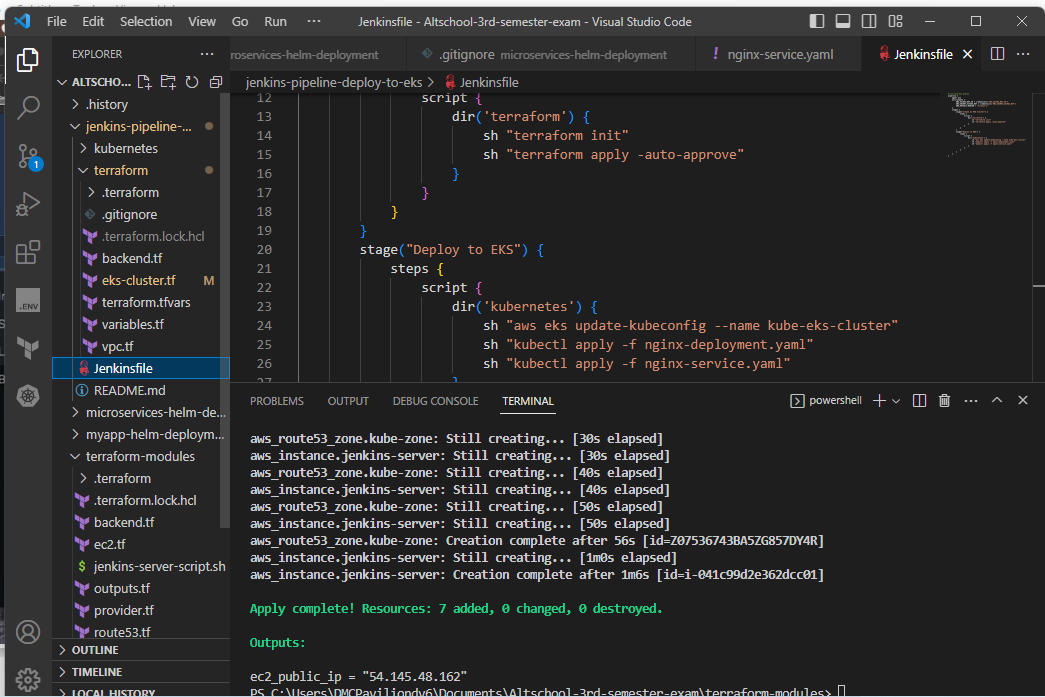 File Edit Selection View Go Run ··· Jenkinsfile - Altschool-3rd-semester-exam - Visual Studio Code
EXPLORER ···
roservices-helm-deployment .gitignore microservices-helm-deployment ! nginx-service.yaml Jenkinsfile ···
jenkins-pipeline-deploy-to-eks > Jenkinsfile
ALTSCHO...
.history
jenkins-pipeline-...
kubernetes
terraform
.terraform
.gitignore
.terraform.lock.hcl
backend.tf
eks-cluster.tf M
terraform.tfvars
variables.tf
vpc.tf
Jenkinsfile
README.md
microservices-helm-de...
myapp-helm-deploym...
terraform-modules
.terraform
.terraform.lock.hcl
backend.tf
ec2.tf
$ jenkins-server-script.sh
outputs.tf
provider.tf
route53.tf
OUTLINE
TIMELINE
LOCAL HISTORY
1
.ENV
12 script {
13 dir('terraform') {
14 sh "terraform init"
15 sh "terraform apply -auto-approve"
16 }
17 }
18 }
19 }
20 stage("Deploy to EKS") {
21 steps {
22 script {
23 dir('kubernetes') {
24 sh "aws eks update-kubeconfig --name kube-eks-cluster"
25 sh "kubectl apply -f nginx-deployment.yaml"
26 sh "kubectl apply -f nginx-service.yaml"
27 }
PROBLEMS OUTPUT DEBUG CONSOLE TERMINAL powershell ···
aws_route53_zone.kube-zone: Still creating... [30s elapsed]
aws_instance.jenkins-server: Still creating... [30s elapsed]
aws_route53_zone.kube-zone: Still creating... [40s elapsed]
aws_instance.jenkins-server: Still creating... [40s elapsed]
aws_route53_zone.kube-zone: Still creating... [50s elapsed]
aws_instance.jenkins-server: Still creating... [50s elapsed]
aws_route53_zone.kube-zone: Creation complete after 56s [id=Z07536743BA5ZG857DY4R]
aws_instance.jenkins-server: Still creating... [1m0s elapsed]
aws_instance.jenkins-server: Creation complete after 1m6s [id=i-041c99d2e362dcc01]
Apply complete! Resources: 7 added, 0 changed, 0 destroyed.
Outputs:
ec2_public_ip = "54.145.48.162"
PS C:\Users\DMCPaviliondv6\Documents\Altschool-3rd-semester-exam\terraform-modules>